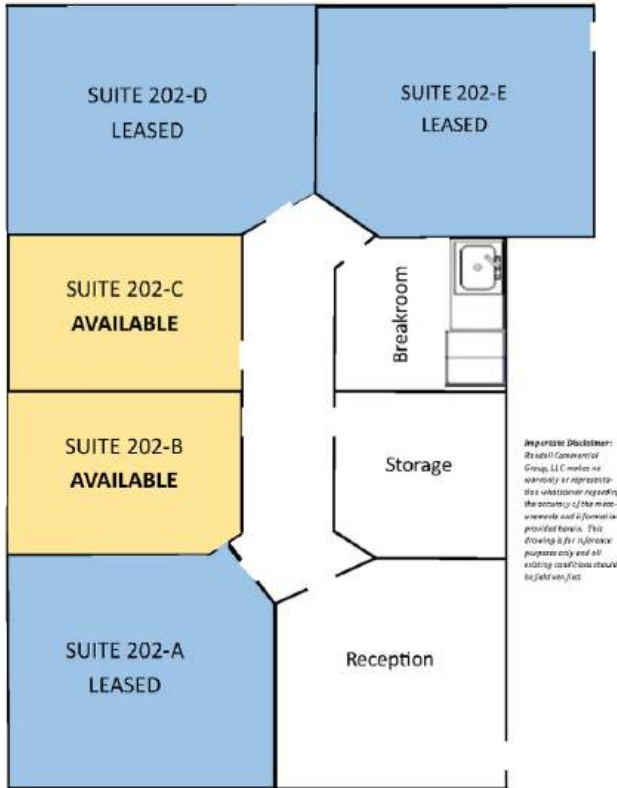 SUITE 202-D
LEASED
SUITE 202-E
LEASED
SUITE 202-C
AVAILABLE
Breakroom
SUITE 202-B
AVAILABLE
Storage
Important Disclaimer:
Randall Commercial
Group, LLC makes no
warranty or representa-
tion whatsoever regarding
the accuracy of the meas-
urements and information
provided herein. This
drawing is for reference
purposes only and all
existing conditions should
be field verified.
SUITE 202-A
LEASED
Reception